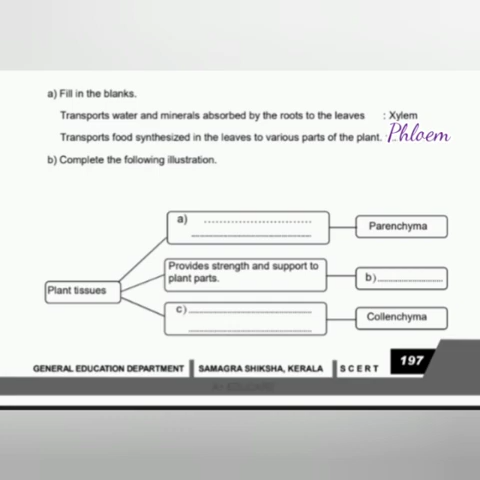 a) Fill in the blanks.
Transports water and minerals absorbed by the roots to the leaves : Xylem
Transports food synthesized in the leaves to various parts of the plant. Phloem
b) Complete the following illustration.
a) ..............................
..............................
Parenchyma
Plant tissues
Provides strength and support to
plant parts.
b)....................
c)..............................
..............................
Collenchyma
GENERAL EDUCATION DEPARTMENT | SAMAGRA SHIKSHA, KERALA | SCERT 197